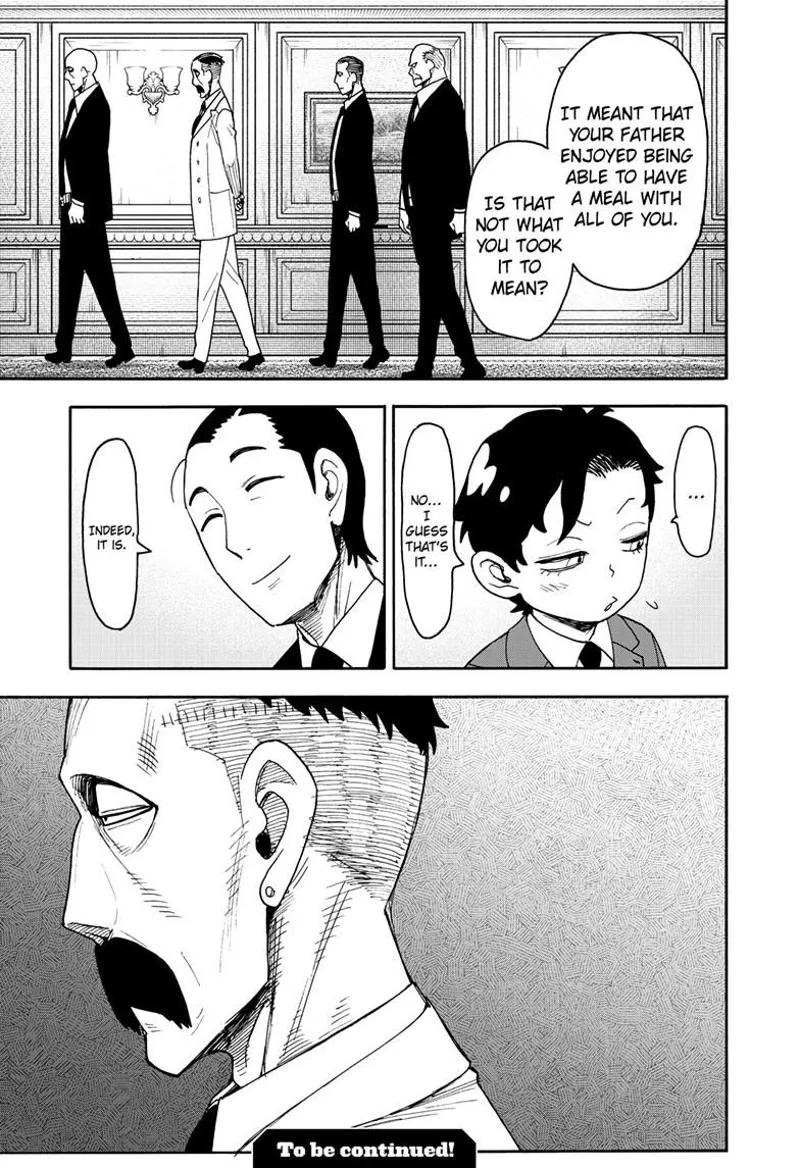 IT MEANT THAT
YOUR FATHER
ENJOYED BEING
ABLE TO HAVE
A MEAL WITH
ALL OF YOU.
IS THAT
NOT WHAT
YOU TOOK
IT TO
MEAN?
...
NO...
I
GUESS
THAT'S
IT...
INDEED,
IT IS.
To be continued!